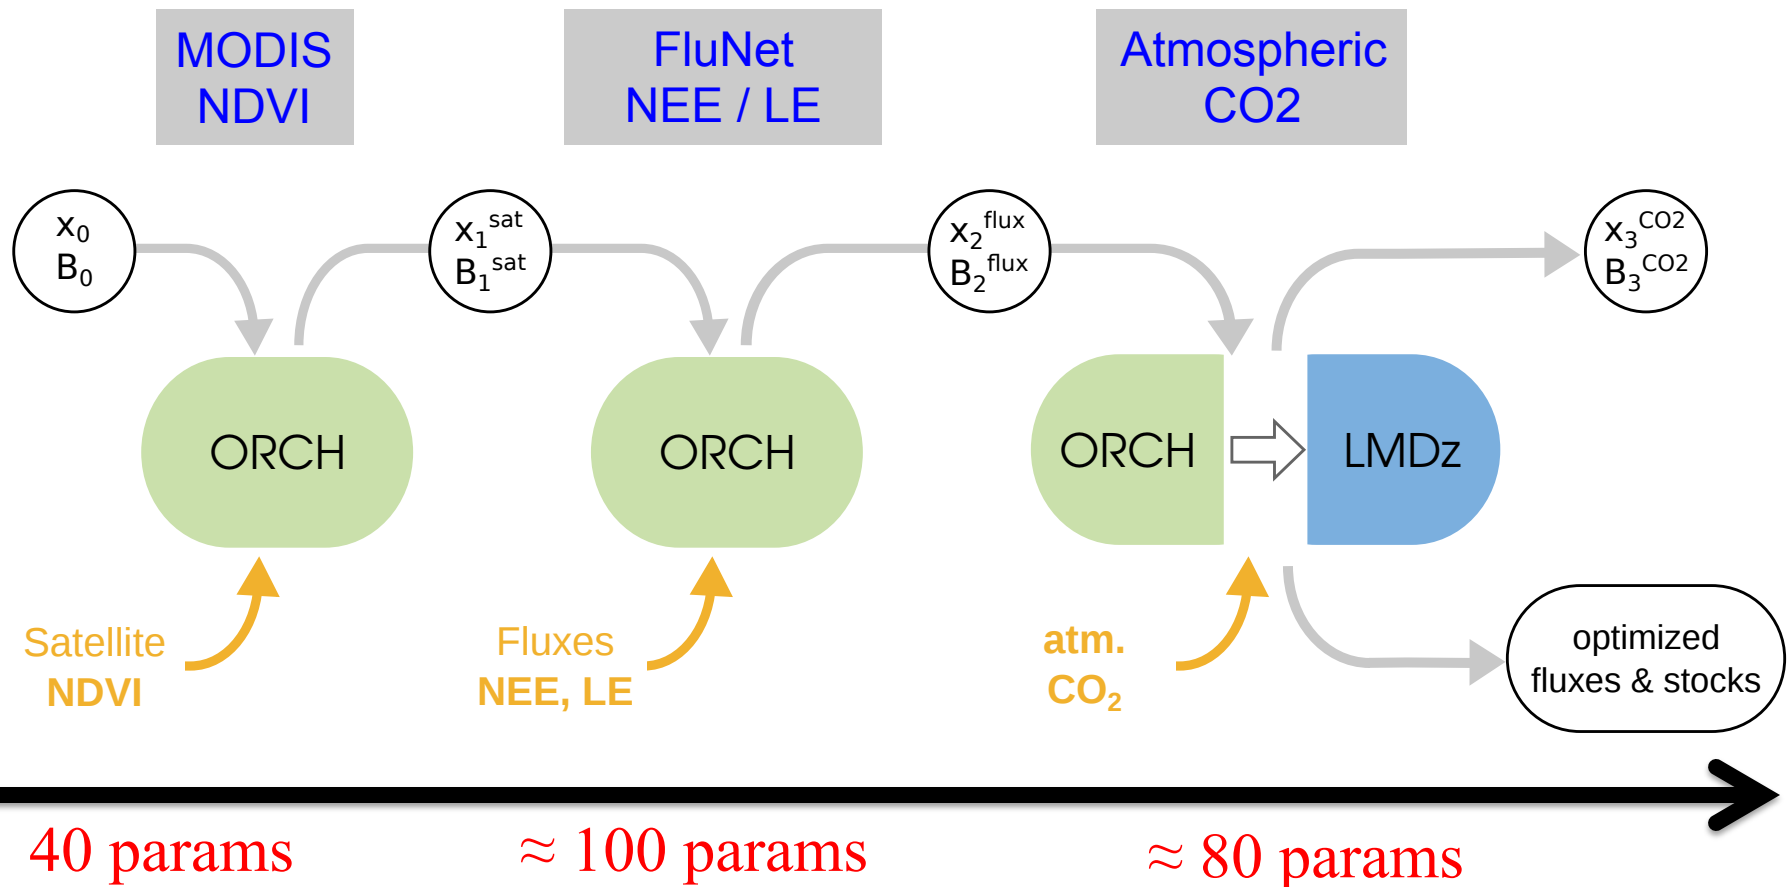 MODIS
NDVI
FluNet
NEE / LE
Atmospheric
CO2
x₀
B₀
x₁ˢᵃᵗ
B₁ˢᵃᵗ
x₂ᶠˡᵘˣ
B₂ᶠˡᵘˣ
x₃ᶜᴼ²
B₃ᶜᴼ²
ORCH
ORCH
ORCH
LMDz
Satellite
NDVI
Fluxes
NEE, LE
atm.
CO₂
optimized
fluxes & stocks
40 params
≈ 100 params
≈ 80 params